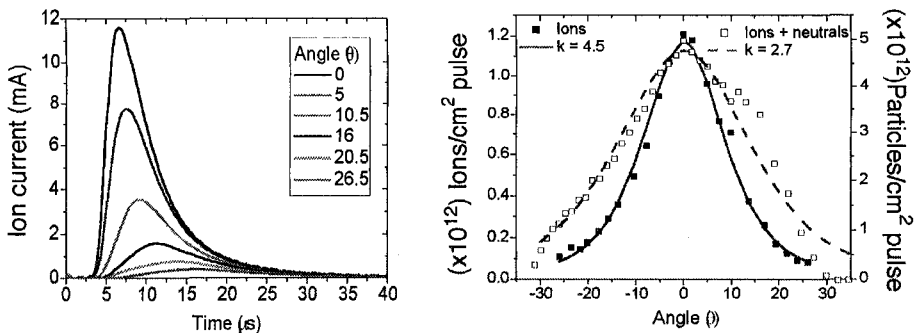 12
10
8
6
4
2
0
Ion current (mA)
Angle (θ)
0
5
10.5
16
20.5
26.5
0 5 10 15 20 25 30 35 40
Time (μs)
1.2
1.0
0.8
0.6
0.4
0.2
0.0
(x10¹²) Ions/cm² pulse
Ions
k = 4.5
Ions + neutrals
k = 2.7
5
4
3
2
1
0
(x10¹²)Particles/cm² pulse
-30 -20 -10 0 10 20 30
Angle (θ)